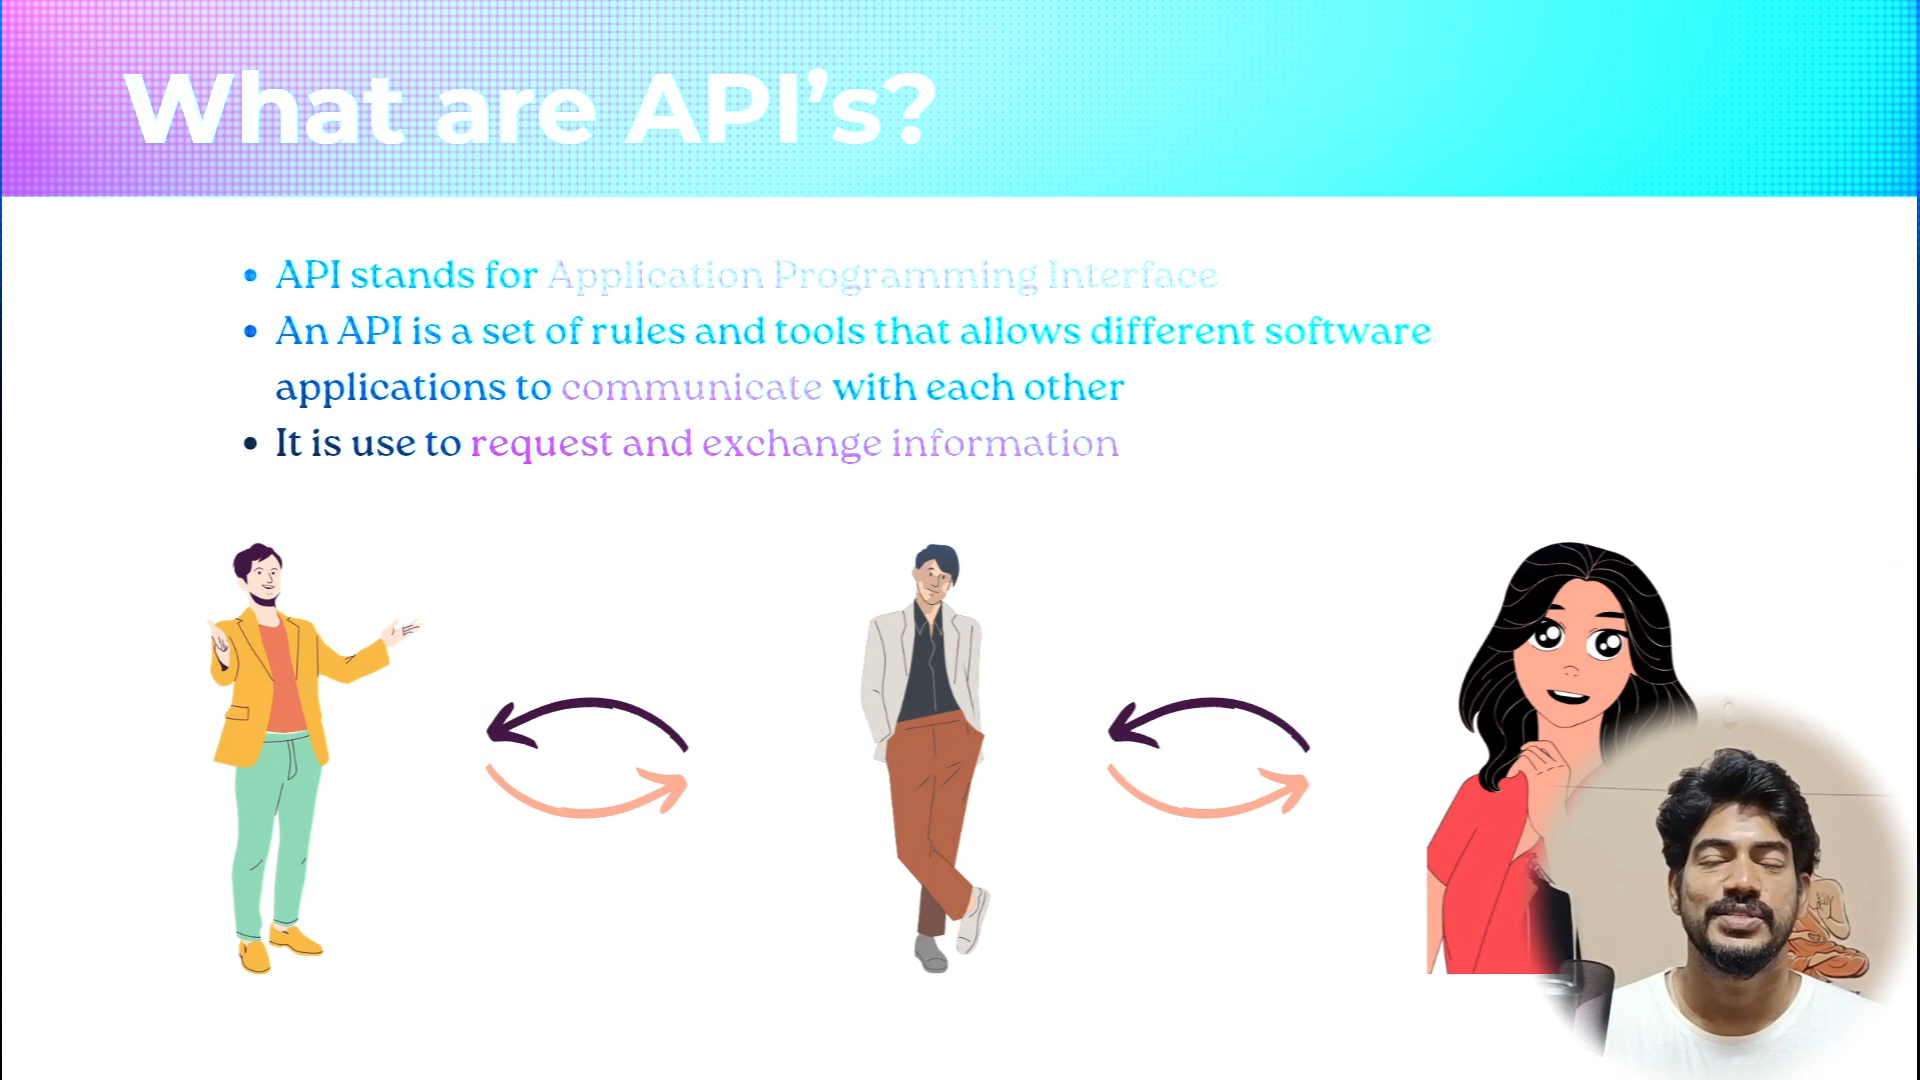 What are API’s?
• API stands for Application Programming Interface
• An API is a set of rules and tools that allows different software
applications to communicate with each other
• It is use to request and exchange information